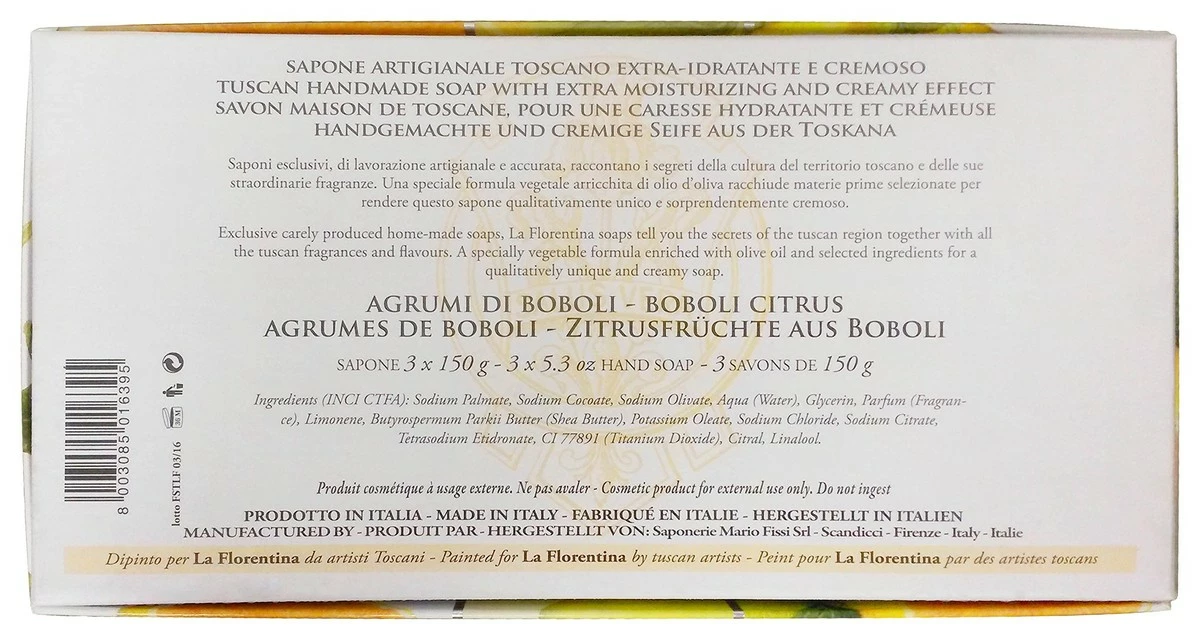 SAPONE ARTIGIANALE TOSCANO EXTRA-IDRATANTE E CREMOSO
TUSCAN HANDMADE SOAP WITH EXTRA MOISTURIZING AND CREAMY EFFECT
SAVON MAISON DE TOSCANE, POUR UNE CARESSE HYDRATANTE ET CRÉMEUSE
HANDGEMACHTE UND CREMIGE SEIFE AUS DER TOSKANA
Saponi esclusivi, di lavorazione artigianale e accurata, raccontano i segreti della cultura del territorio toscano e delle sue
straordinarie fragranze. Una speciale formula vegetale arricchita di olio d'oliva racchiude materie prime selezionate per
rendere questo sapone qualitativamente unico e sorprendentemente cremoso.
Exclusive carely produced home-made soaps, La Florentina soaps tell you the secrets of the tuscan region together with all
the tuscan fragrances and flavours. A specially vegetable formula enriched with olive oil and selected ingredients for a
qualitatively unique and creamy soap.
AGRUMI DI BOBOLI - BOBOLI CITRUS
AGRUMES DE BOBOLI - ZITRUSFRÜCHTE AUS BOBOLI
SAPONE 3 x 150 g - 3 x 5.3 oz HAND SOAP - 3 SAVONS DE 150 g
Ingredients (INCI CTFA): Sodium Palmate, Sodium Cocoate, Sodium Olivate, Aqua (Water), Glycerin, Parfum (Fragran-
ce), Limonene, Butyrospermum Parkii Butter (Shea Butter), Potassium Oleate, Sodium Chloride, Sodium Citrate,
Tetrasodium Etidronate, CI 77891 (Titanium Dioxide), Citral, Linalool.
Produit cosmétique à usage externe. Ne pas avaler - Cosmetic product for external use only. Do not ingest
PRODOTTO IN ITALIA - MADE IN ITALY - FABRIQUÉ EN ITALIE - HERGESTELLT IN ITALIEN
MANUFACTURED BY - PRODUIT PAR - HERGESTELLT VON: Saponerie Mario Fissi Srl - Scandicci - Firenze - Italy - Italie
Dipinto per La Florentina da artisti Toscani - Painted for La Florentina by tuscan artists - Peint pour La Florentina par des artistes toscans
8 003085 016395
lotto FSTLF 03/16
36 M